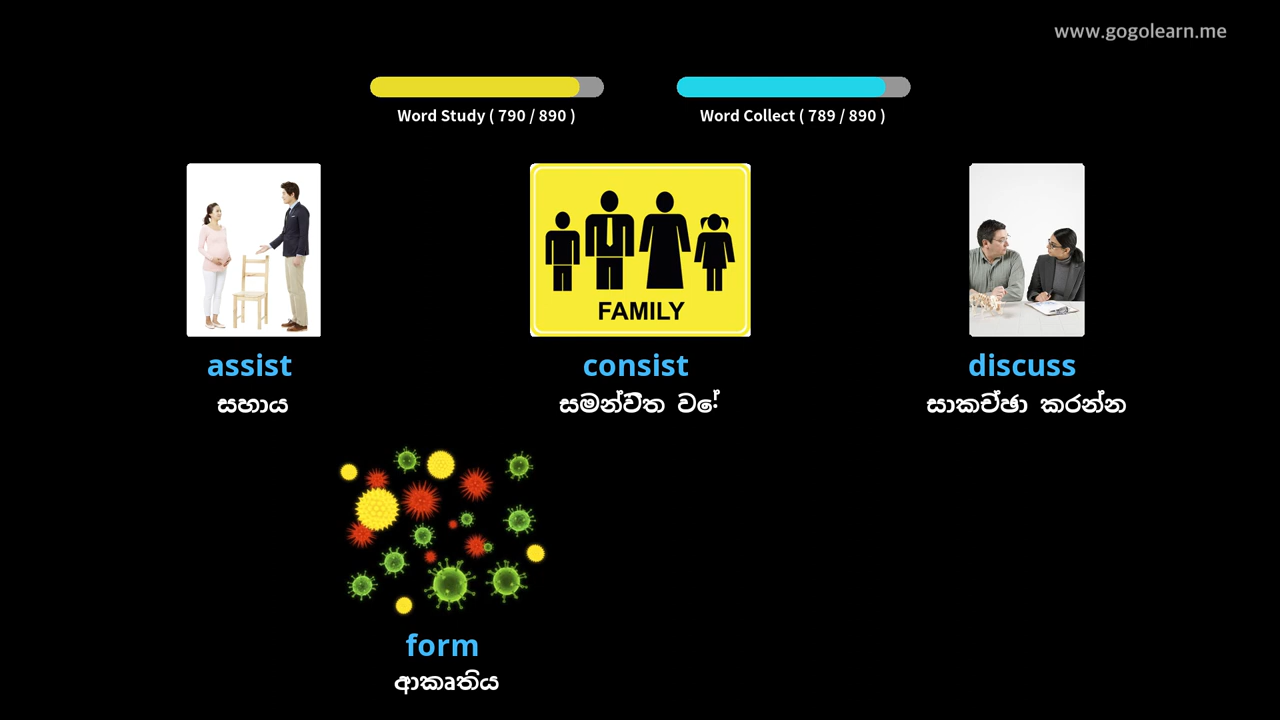 www.gogolearn.me
Word Study ( 790 / 890 )
Word Collect ( 789 / 890 )
FAMILY
assist
consist
discuss
සහාය
සමන්විත වේ.
සාකච්ඡා කරන්න
form
ආකෘතිය